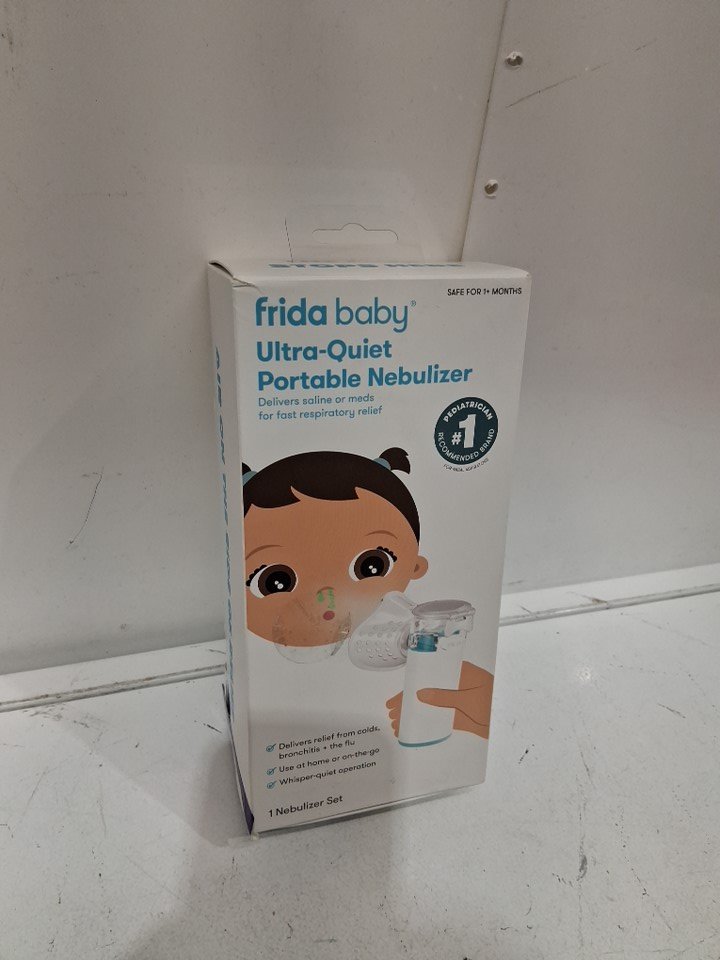 SAFE FOR 1+ MONTHS
frida baby®
Ultra-Quiet
Portable Nebulizer
Delivers saline or meds
for fast respiratory relief
PEDIATRICIAN
#1
RECOMMENDED BRAND
Delivers relief from colds,
bronchitis + the flu
Use at home or on-the-go
Whisper-quiet operation
1 Nebulizer Set